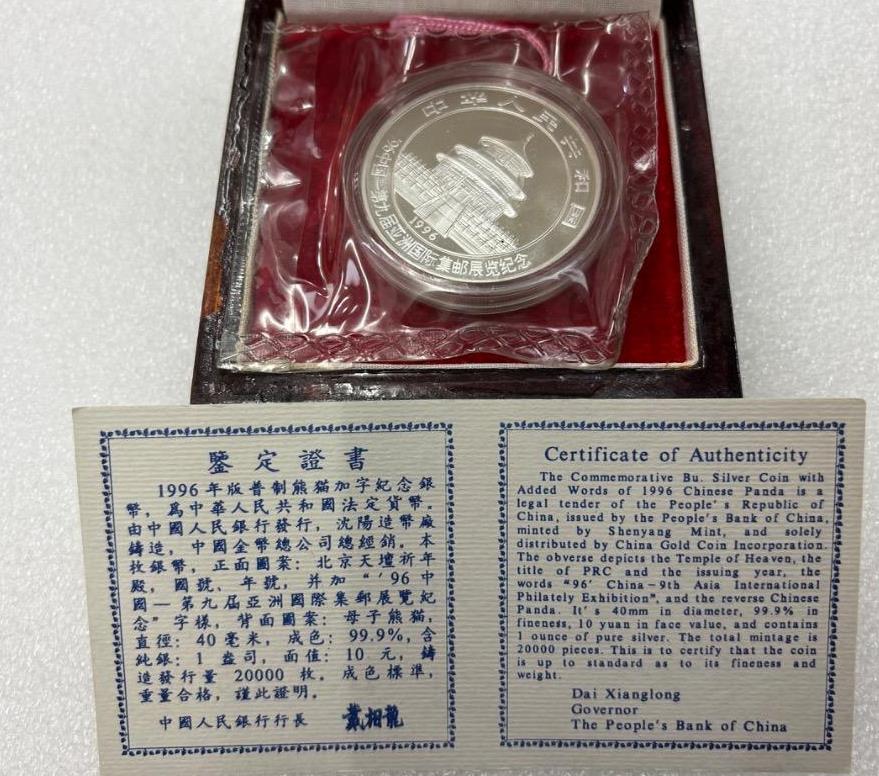 中华人民共和国
'96中国—第九届亚洲国际集邮展览纪念
1996
鑒定證書
1996年版普制熊猫加字紀念銀
幣，爲中華人民共和國法定貨幣。
由中國人民銀行發行，沈陽造幣廠
鑄造，中國金幣總公司總經銷。本
枚銀幣，正面圖案：北京天壇祈年
殿，國號、年號，并加“'96中
國—第九届亞洲國際集郵展覽紀
念”字樣，背面圖案：母子熊猫，
直徑：40毫米，成色：99.9%，含
純銀：1盎司，面值：10元，鑄
造發行量20000枚。成色標準，
重量合格，謹此證明。
中國人民銀行行長 戴相龍
Certificate of Authenticity
The Commemorative Bu. Silver Coin with
Added Words of 1996 Chinese Panda is a
legal tender of the People's Republic of
China, issued by the People's Bank of China,
minted by Shenyang Mint, and solely
distributed by China Gold Coin Incorporation.
The obverse depicts the Temple of Heaven, the
title of PRC and the issuing year, the
words "96' China-9th Asia International
Philately Exhibition", and the reverse Chinese
Panda. It's 40mm in diameter, 99.9% in
fineness, 10 yuan in face value, and contains
1 ounce of pure silver. The total mintage is
20000 pieces. This is to certify that the coin
is up to standard as to its fineness and
weight.
Dai Xianglong
Governor
The People's Bank of China